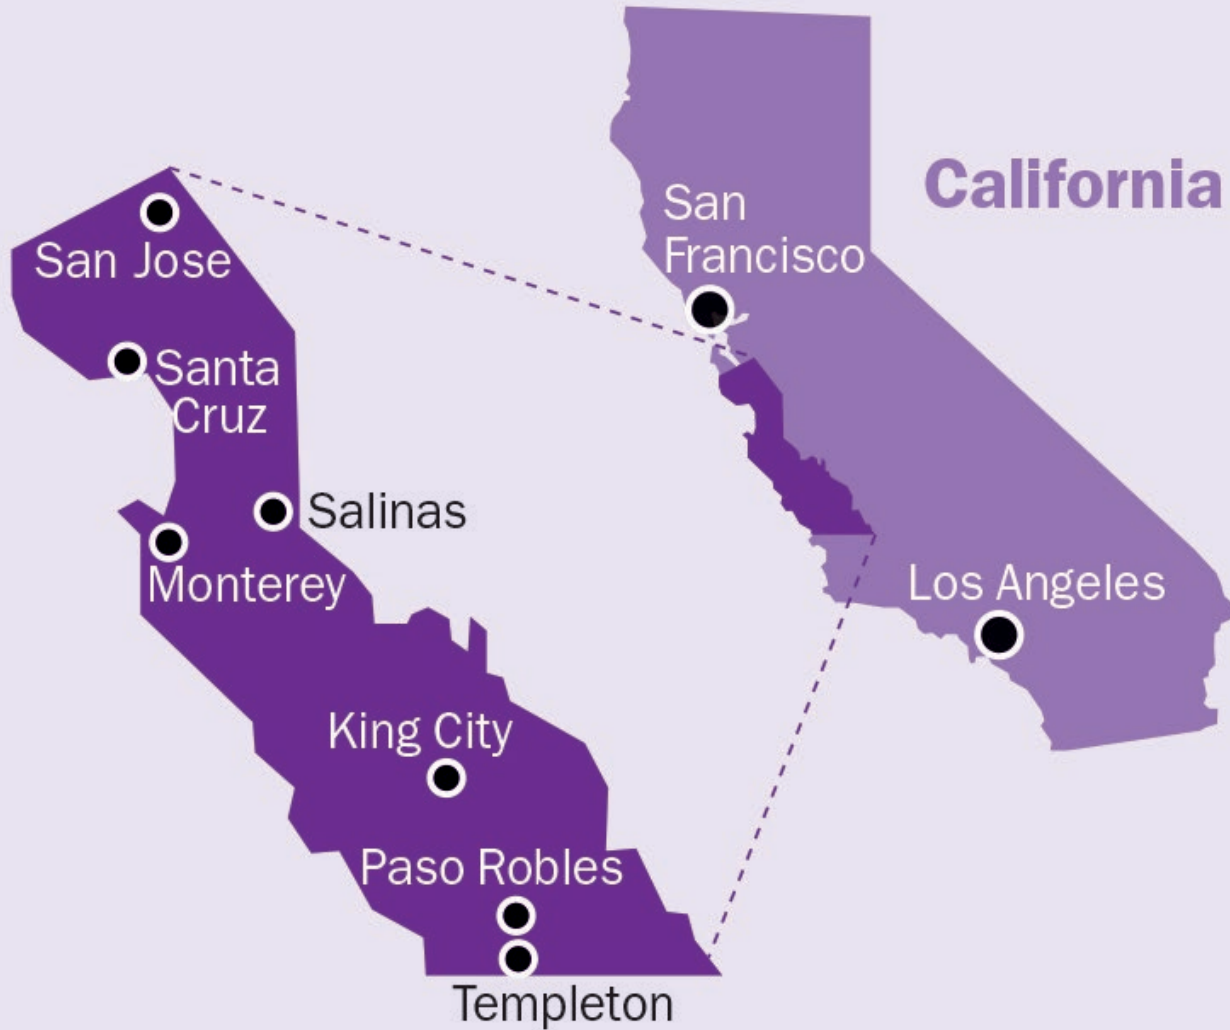 California
San
Francisco
Los Angeles
San Jose
Santa
Cruz
Salinas
Monterey
King City
Paso Robles
Templeton